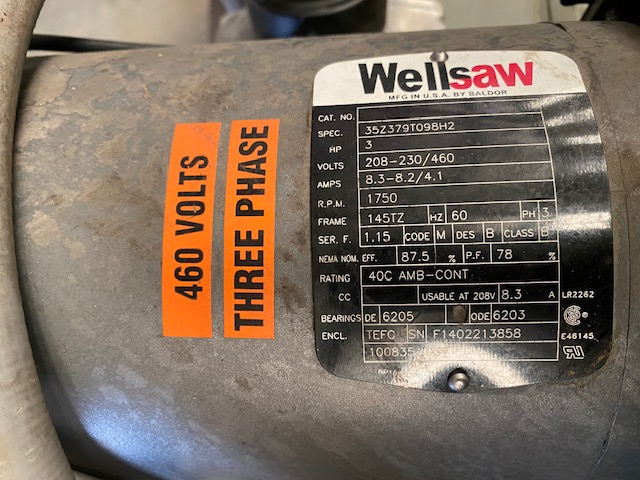 460 VOLTS
THREE PHASE
Wellsaw
MFG IN U.S.A. BY BALDOR
CAT. NO.
SPEC. 35Z379T098H2
HP 3
VOLTS 208-230/460
AMPS 8.3-8.2/4.1
R.P.M. 1750
FRAME 145TZ HZ 60 PH 3
SER. F. 1.15 CODE M DES B CLASS B
NEMA NOM. EFF. 87.5 % P.F. 78 %
RATING 40C AMB-CONT
CC USABLE AT 208V 8.3 A LR2262
BEARINGS DE 6205 ODE 6203
ENCL. TEFC SN F1402213858 E46145